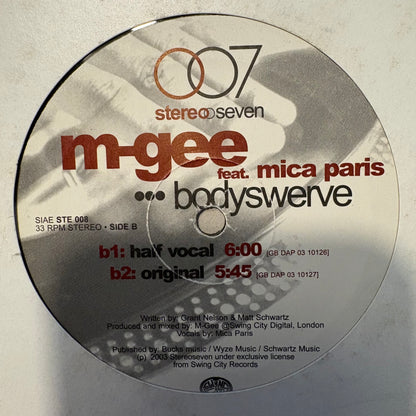 007
stereoseven
m-gee
feat. mica paris
••• bodyswerve
SIAE STE 008
33 RPM STEREO • SIDE B
b1: half vocal 6:00 [GB DAP 03 10126]
b2: original 5:45 [GB DAP 03 10127]
Written by: Grant Nelson & Matt Schwartz
Produced and mixed by: M-Gee @Swing City Digital, London
Vocals by: Mica Paris
Published by: Bucks music / Wyze Music / Schwartz Music
(p) 2003 Stereoseven under exclusive license
from Swing City Records